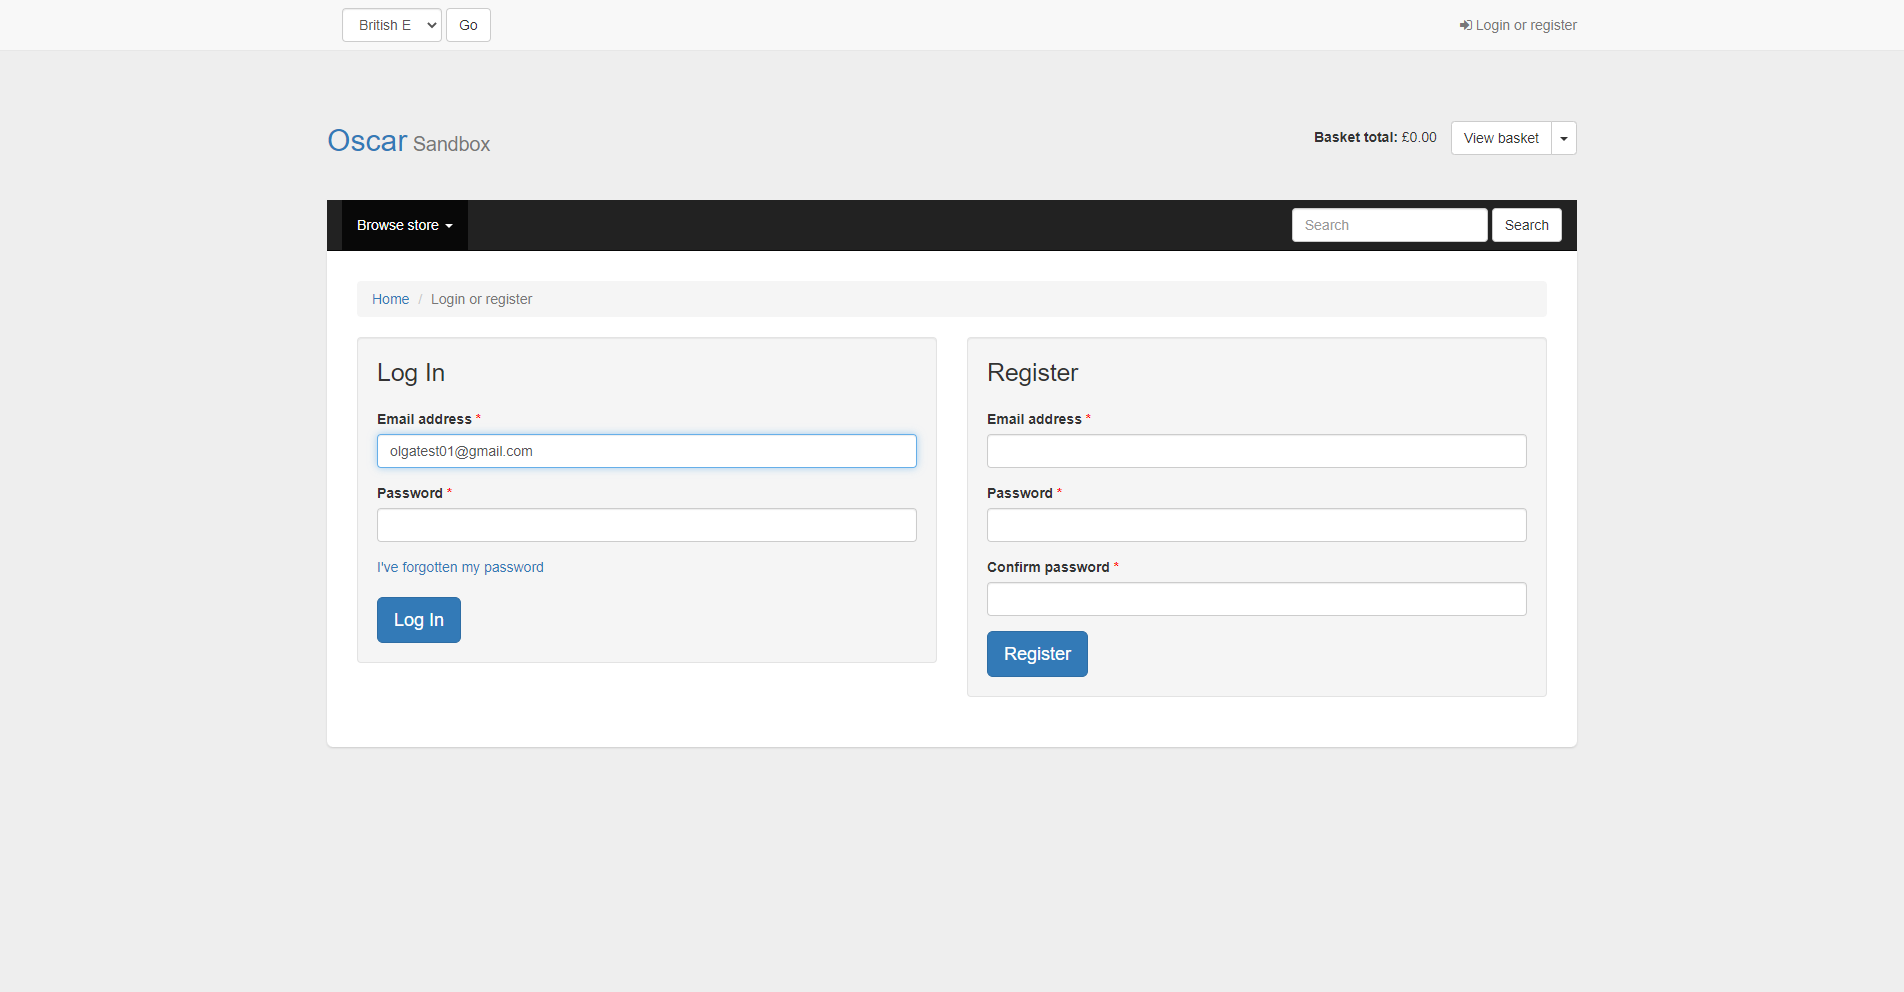 British E Go Login or register
Oscar Sandbox
Basket total: £0.00 View basket
Browse store Search Search
Home / Login or register
Log In
Email address *
olgatest01@gmail.com
Password *
I've forgotten my password
Log In
Register
Email address *
Password *
Confirm password *
Register